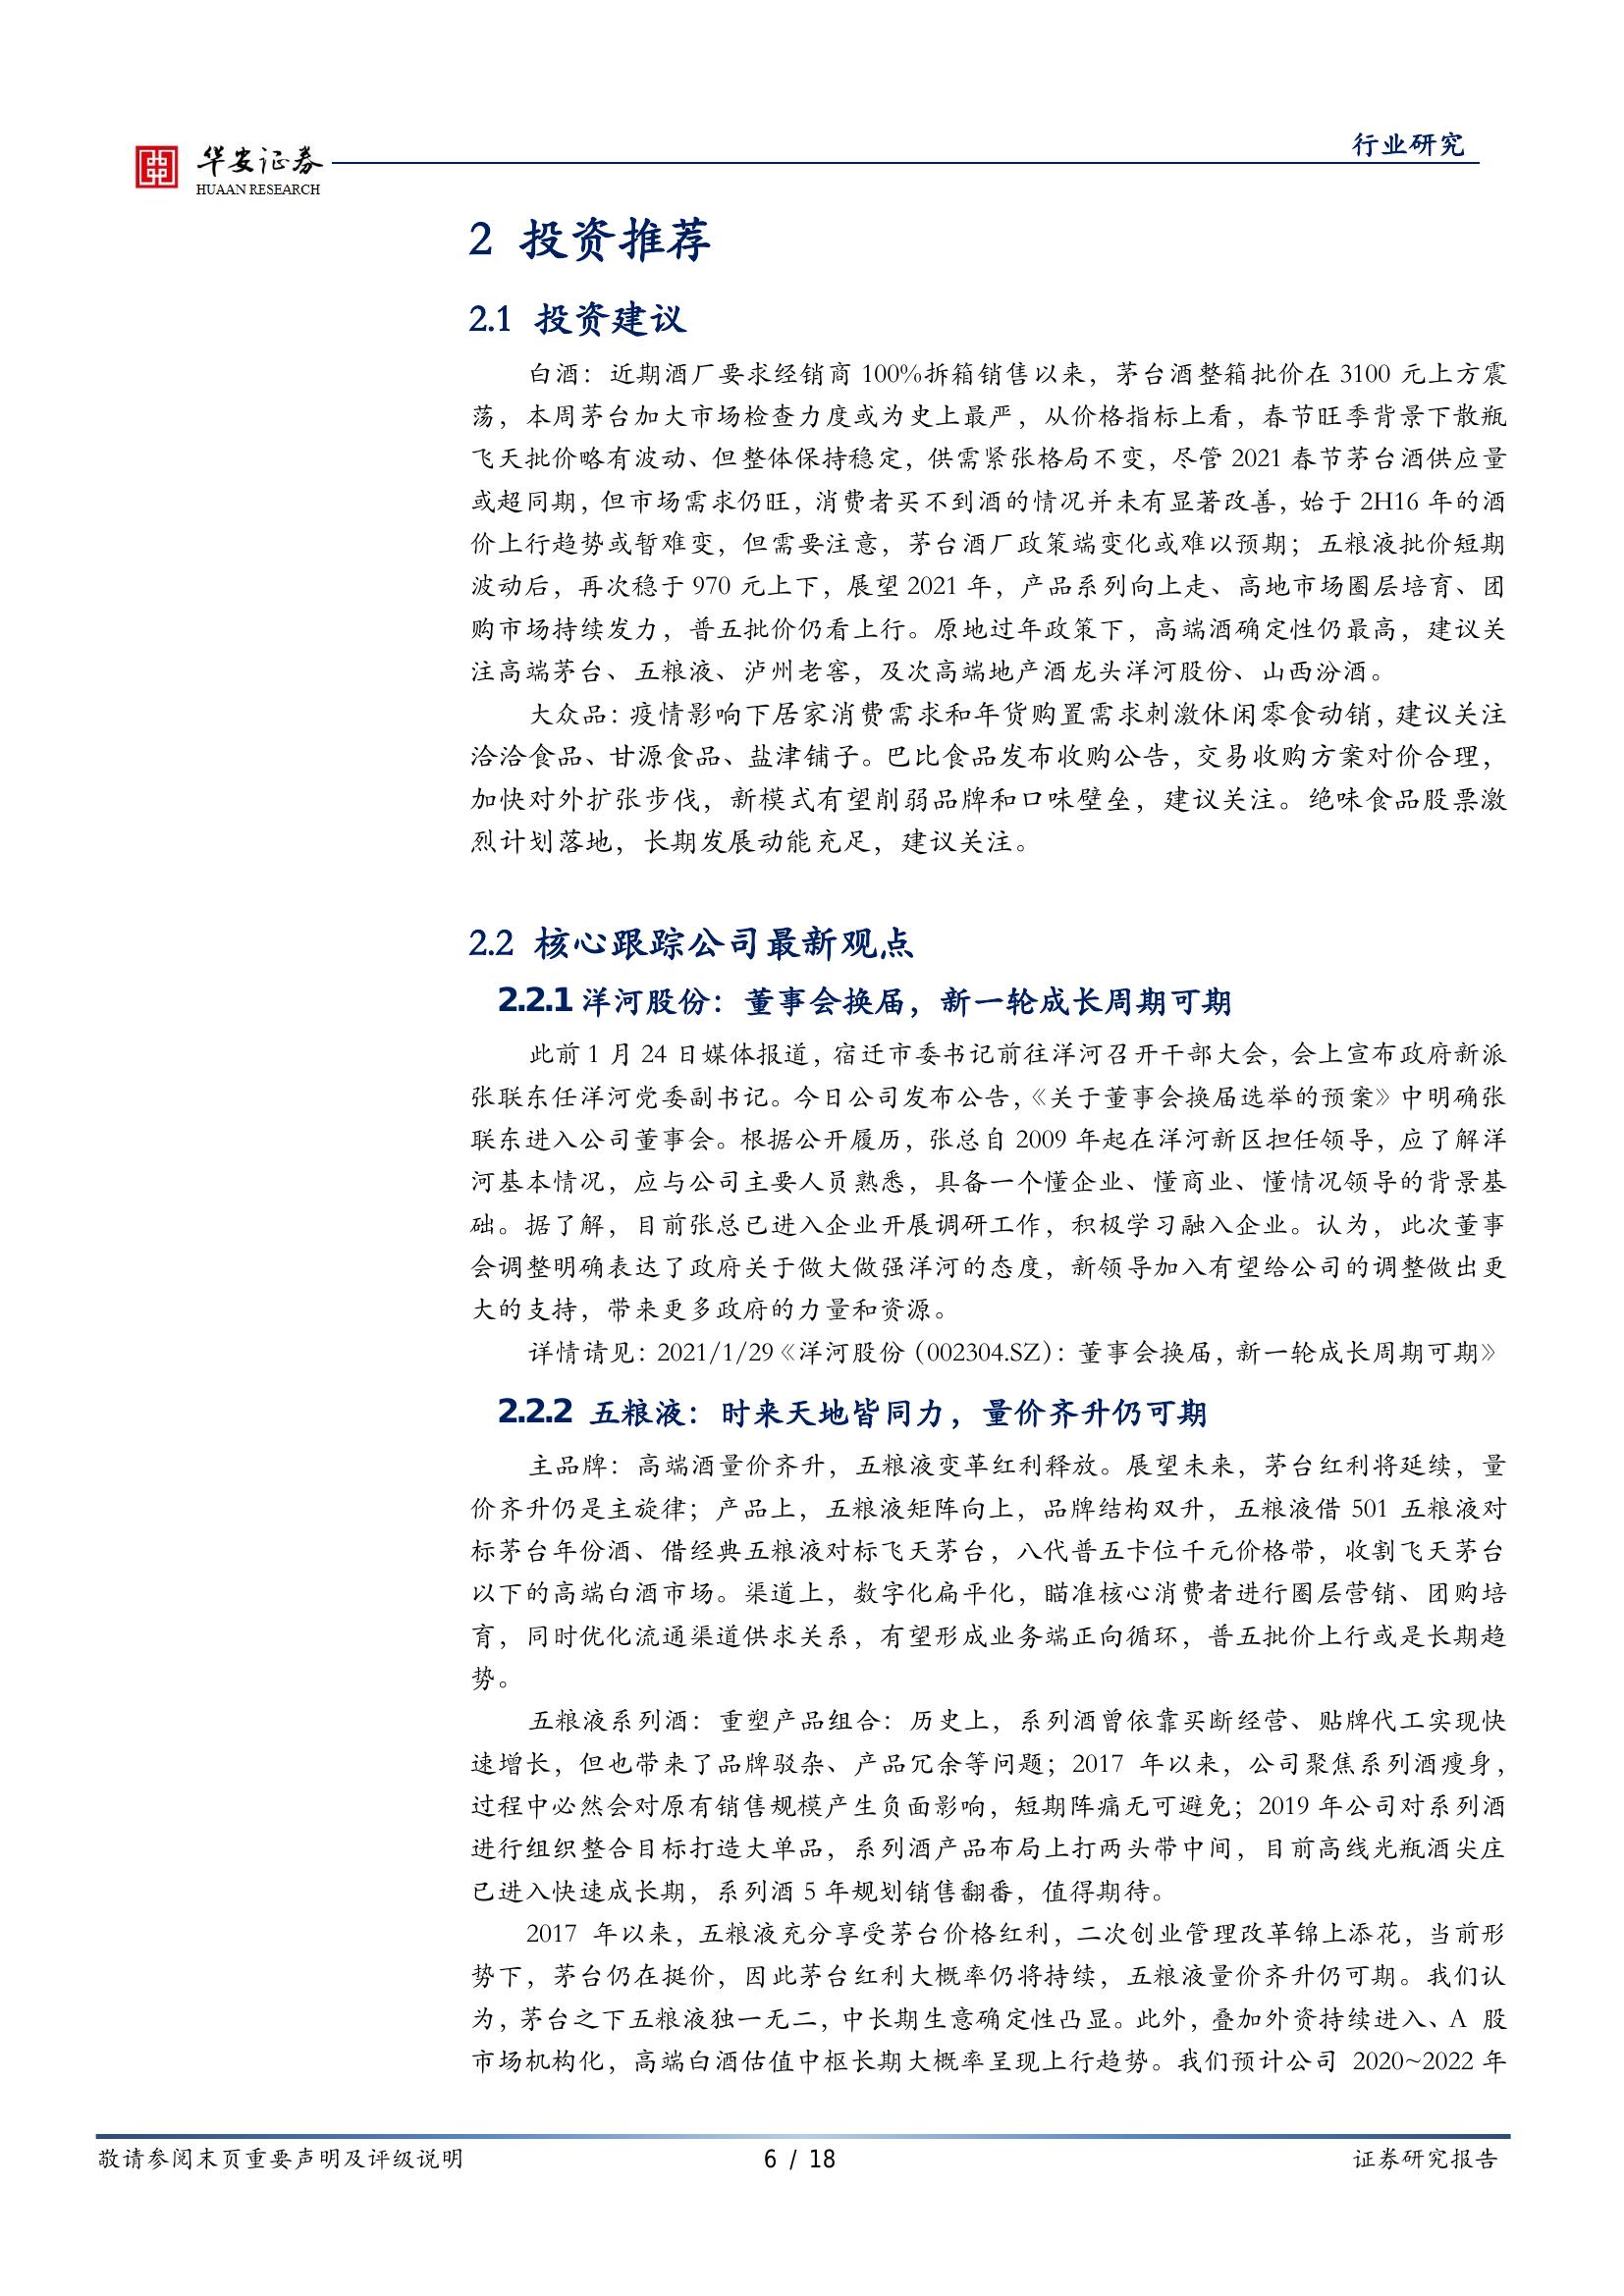 华安证券
HUAAN RESEARCH
行业研究
2 投资推荐
2.1 投资建议
白酒：近期酒厂要求经销商 100%拆箱销售以来，茅台酒整箱批价在 3100 元上方震
荡，本周茅台加大市场检查力度或为史上最严，从价格指标上看，春节旺季背景下散瓶
飞天批价略有波动、但整体保持稳定，供需紧张格局不变，尽管 2021 春节茅台酒供应量
或超同期，但市场需求仍旺，消费者买不到酒的情况并未有显著改善，始于 2H16 年的酒
价上行趋势或暂难变，但需要注意，茅台酒厂政策端变化或难以预期；五粮液批价短期
波动后，再次稳于 970 元上下，展望 2021 年，产品系列向上走、高地市场圈层培育、团
购市场持续发力，普五批价仍看上行。原地过年政策下，高端酒确定性仍最高，建议关
注高端茅台、五粮液、泸州老窖，及次高端地产酒龙头洋河股份、山西汾酒。
大众品：疫情影响下居家消费需求和年货购置需求刺激休闲零食动销，建议关注
洽洽食品、甘源食品、盐津铺子。巴比食品发布收购公告，交易收购方案对价合理，
加快对外扩张步伐，新模式有望削弱品牌和口味壁垒，建议关注。绝味食品股票激
烈计划落地，长期发展动能充足，建议关注。
2.2 核心跟踪公司最新观点
2.2.1 洋河股份：董事会换届，新一轮成长周期可期
此前 1 月 24 日媒体报道，宿迁市委书记前往洋河召开干部大会，会上宣布政府新派
张联东任洋河党委副书记。今日公司发布公告，《关于董事会换届选举的预案》中明确张
联东进入公司董事会。根据公开履历，张总自 2009 年起在洋河新区担任领导，应了解洋
河基本情况，应与公司主要人员熟悉，具备一个懂企业、懂商业、懂情况领导的背景基
础。据了解，目前张总已进入企业开展调研工作，积极学习融入企业。认为，此次董事
会调整明确表达了政府关于做大做强洋河的态度，新领导加入有望给公司的调整做出更
大的支持，带来更多政府的力量和资源。
详情请见：2021/1/29《洋河股份（002304.SZ）：董事会换届，新一轮成长周期可期》
2.2.2 五粮液：时来天地皆同力，量价齐升仍可期
主品牌：高端酒量价齐升，五粮液变革红利释放。展望未来，茅台红利将延续，量
价齐升仍是主旋律；产品上，五粮液矩阵向上，品牌结构双升，五粮液借 501 五粮液对
标茅台年份酒、借经典五粮液对标飞天茅台，八代普五卡位千元价格带，收割飞天茅台
以下的高端白酒市场。渠道上，数字化扁平化，瞄准核心消费者进行圈层营销、团购培
育，同时优化流通渠道供求关系，有望形成业务端正向循环，普五批价上行或是长期趋
势。
五粮液系列酒：重塑产品组合：历史上，系列酒曾依靠买断经营、贴牌代工实现快
速增长，但也带来了品牌驳杂、产品冗余等问题；2017 年以来，公司聚焦系列酒瘦身，
过程中必然会对原有销售规模产生负面影响，短期阵痛无可避免；2019 年公司对系列酒
进行组织整合目标打造大单品，系列酒产品布局上打两头带中间，目前高线光瓶酒尖庄
已进入快速成长期，系列酒 5 年规划销售翻番，值得期待。
2017 年以来，五粮液充分享受茅台价格红利，二次创业管理改革锦上添花，当前形
势下，茅台仍在挺价，因此茅台红利大概率仍将持续，五粮液量价齐升仍可期。我们认
为，茅台之下五粮液独一无二，中长期生意确定性凸显。此外，叠加外资持续进入、A 股
市场机构化，高端白酒估值中枢长期大概率呈现上行趋势。我们预计公司 2020~2022 年
敬请参阅末页重要声明及评级说明
6 / 18
证券研究报告